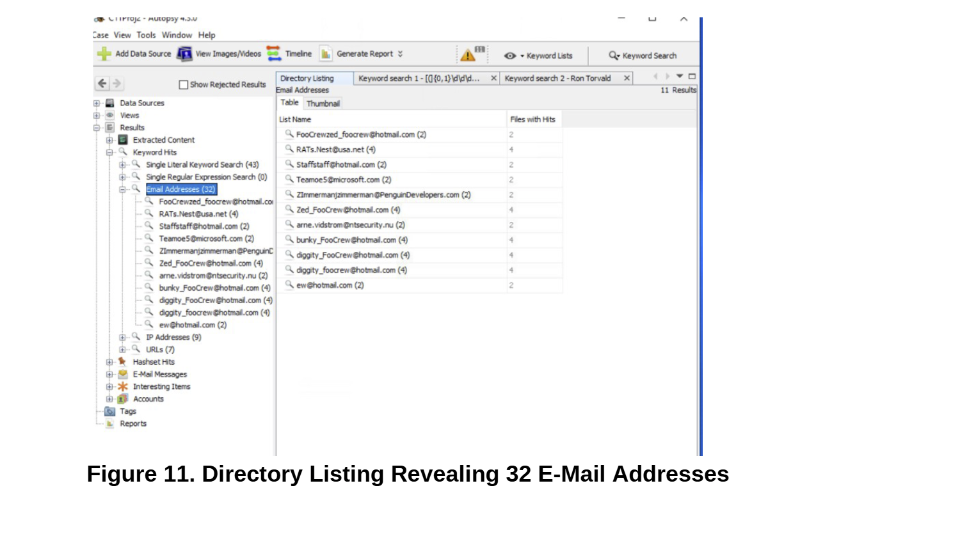 CTTProj2 - Autopsy 4.3.0
Case View Tools Window Help
Add Data Source View Images/Videos Timeline Generate Report Keyword Lists Keyword Search
Show Rejected Results
Data Sources
Views
Results
Extracted Content
Keyword Hits
Single Literal Keyword Search (43)
Single Regular Expression Search (0)
Email Addresses (32)
FooCrewzed_foocrew@hotmail.co
RATs.Nest@usa.net (4)
Staffstaff@hotmail.com (2)
Teamoe5@microsoft.com (2)
ZImmermanjzimmerman@PenguinD
Zed_FooCrew@hotmail.com (4)
arne.vidstrom@ntsecurity.nu (2)
bunky_FooCrew@hotmail.com (4)
diggity_FooCrew@hotmail.com (4)
diggity_foocrew@hotmail.com (4)
ew@hotmail.com (2)
IP Addresses (9)
URLs (7)
Hashset Hits
E-Mail Messages
Interesting Items
Accounts
Tags
Reports
Directory Listing Keyword search 1 - Keyword search 2 - Ron Torvald
Email Addresses 11 Results
Table Thumbnail
List Name Files with Hits
FooCrewzed_foocrew@hotmail.com (2) 2
RATs.Nest@usa.net (4) 4
Staffstaff@hotmail.com (2) 2
Teamoe5@microsoft.com (2) 2
ZImmermanjzimmerman@PenguinDevelopers.com (2) 2
Zed_FooCrew@hotmail.com (4) 4
arne.vidstrom@ntsecurity.nu (2) 2
bunky_FooCrew@hotmail.com (4) 4
diggity_FooCrew@hotmail.com (4) 4
diggity_foocrew@hotmail.com (4) 4
ew@hotmail.com (2) 2
Figure 11. Directory Listing Revealing 32 E-Mail Addresses